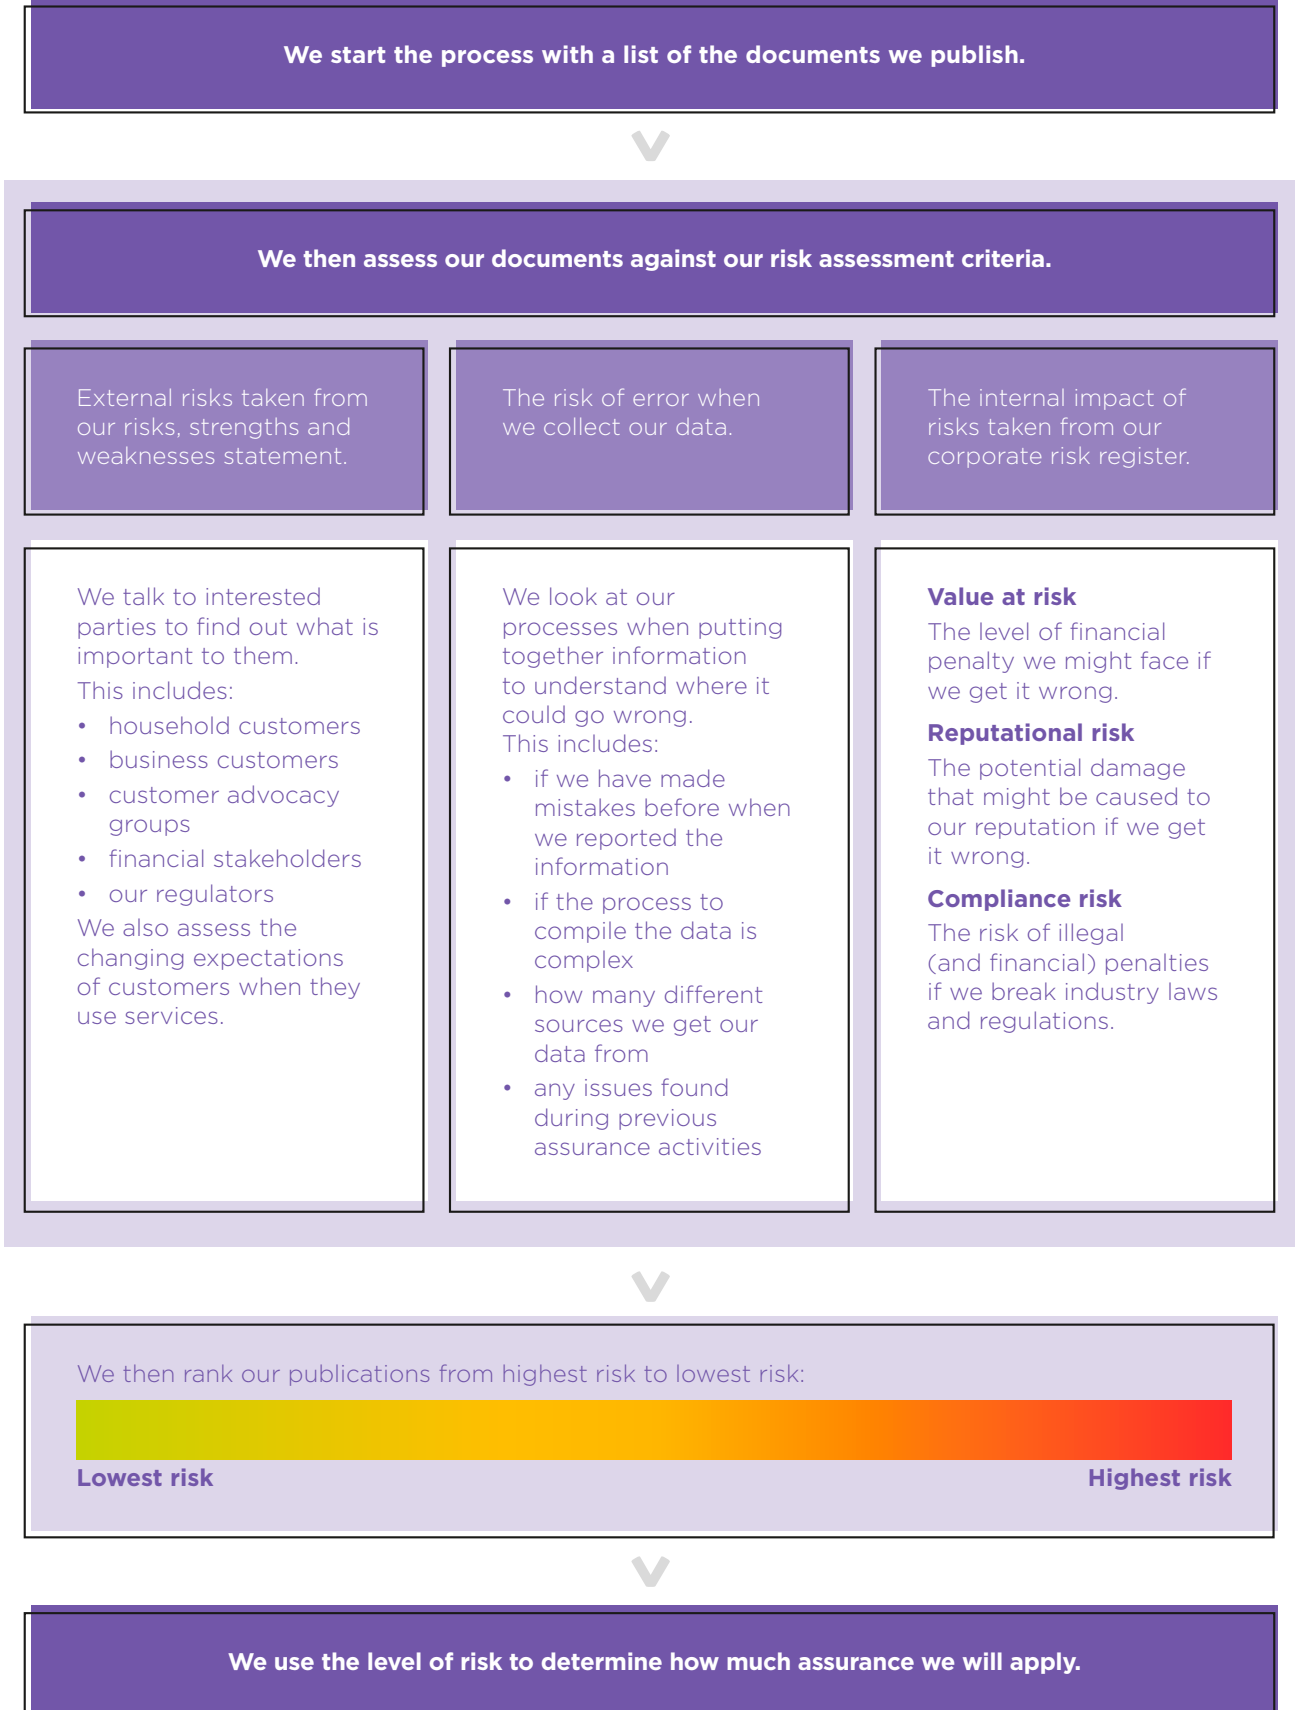 We start the process with a list of the documents we publish.
We then assess our documents against our risk assessment criteria.
External risks taken from
our risks, strengths and
weaknesses statement.
The risk of error when
we collect our data.
The internal impact of
risks taken from our
corporate risk register.
We talk to interested
parties to find out what is
important to them.
This includes:
• household customers
• business customers
• customer advocacy
groups
• financial stakeholders
• our regulators
We also assess the
changing expectations
of customers when they
use services.
We look at our
processes when putting
together information
to understand where it
could go wrong.
This includes:
• if we have made
mistakes before when
we reported the
information
• if the process to
compile the data is
complex
• how many different
sources we get our
data from
• any issues found
during previous
assurance activities
Value at risk
The level of financial
penalty we might face if
we get it wrong.
Reputational risk
The potential damage
that might be caused to
our reputation if we get
it wrong.
Compliance risk
The risk of illegal
(and financial) penalties
if we break industry laws
and regulations.
We then rank our publications from highest risk to lowest risk:
Lowest risk
Highest risk
We use the level of risk to determine how much assurance we will apply.